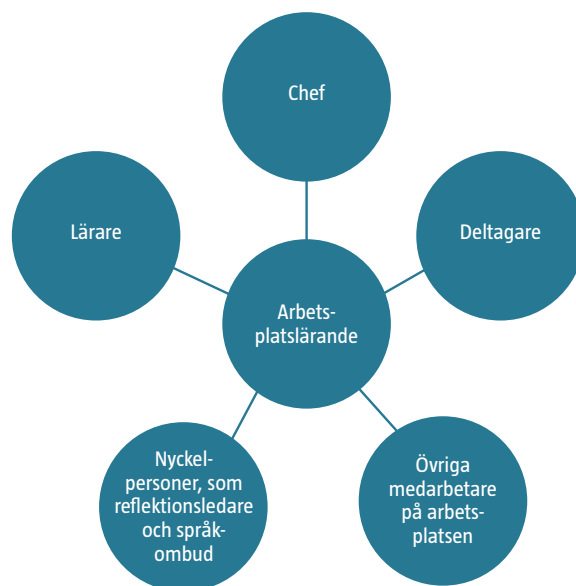 Chef
Lärare
Deltagare
Arbets-
platslärande
Nyckel-
personer, som
reflektionsledare
och språk-
ombud
Övriga
medarbetare
på arbets-
platsen